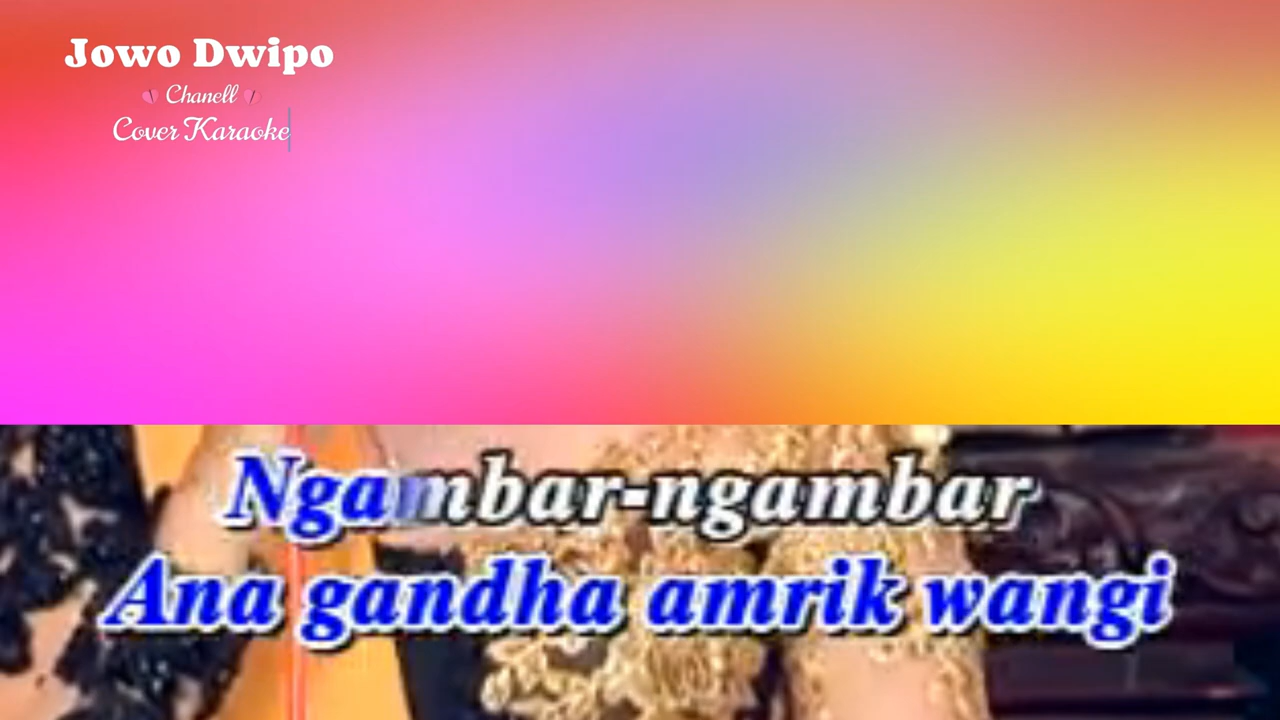 Jowo Dwipo
Chanell
Cover Karaoke
Ngambar-ngambar
Ana gandha amrik wangi